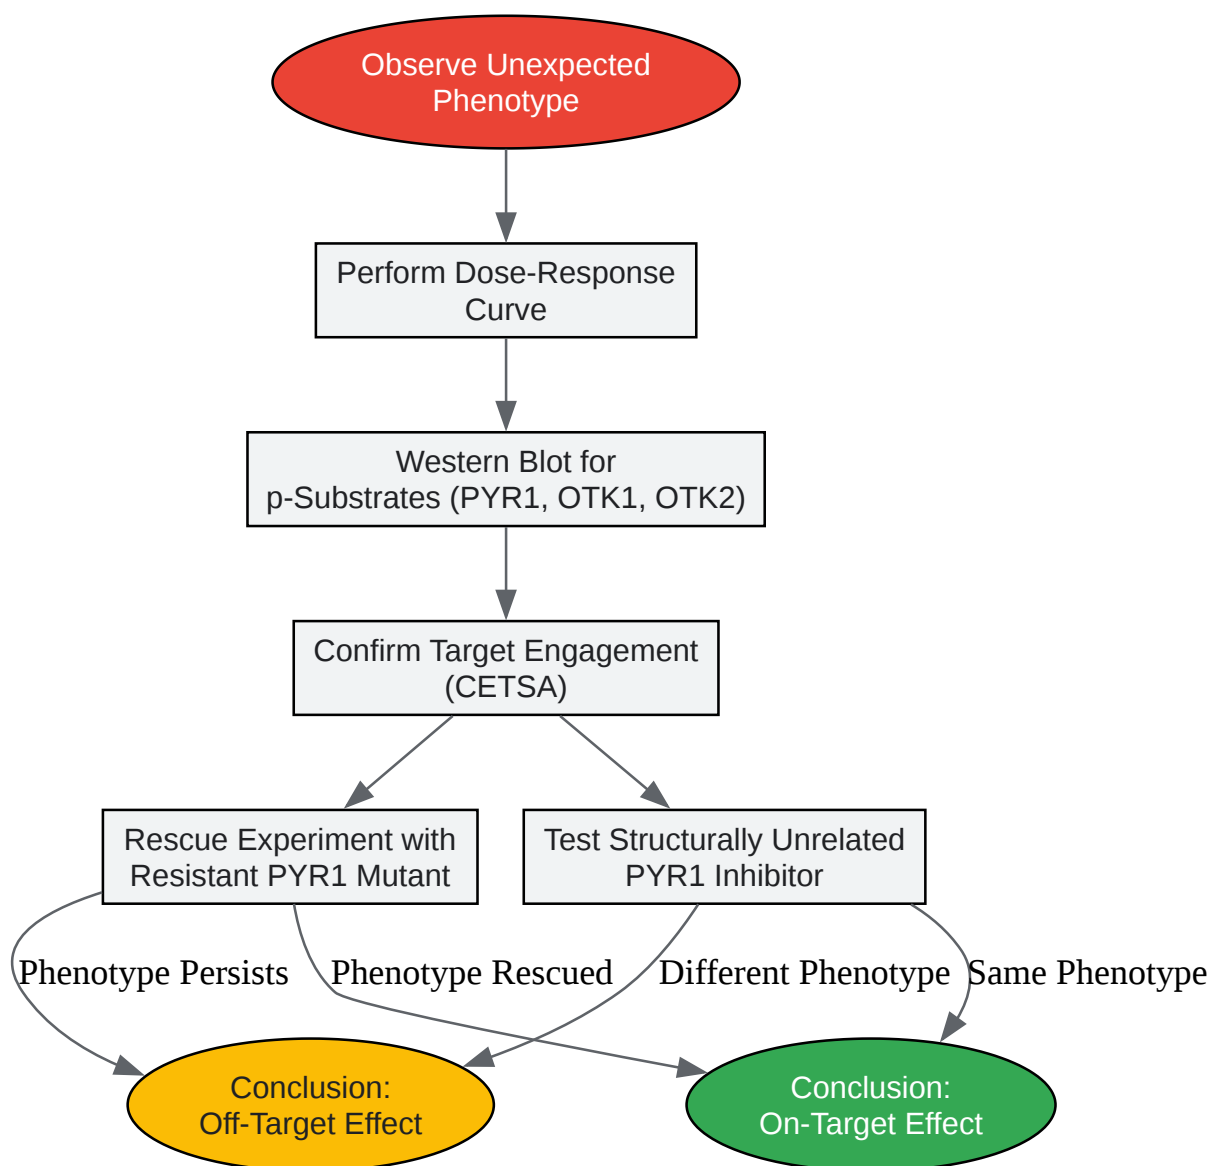 Observe Unexpected
Phenotype
Perform Dose-Response
Curve
Western Blot for
p-Substrates (PYR1, OTK1, OTK2)
Confirm Target Engagement
(CETSA)
Rescue Experiment with
Resistant PYR1 Mutant
Test Structurally Unrelated
PYR1 Inhibitor
Phenotype Persists
Phenotype Rescued
Different Phenotype
Same Phenotype
Conclusion:
Off-Target Effect
Conclusion:
On-Target Effect